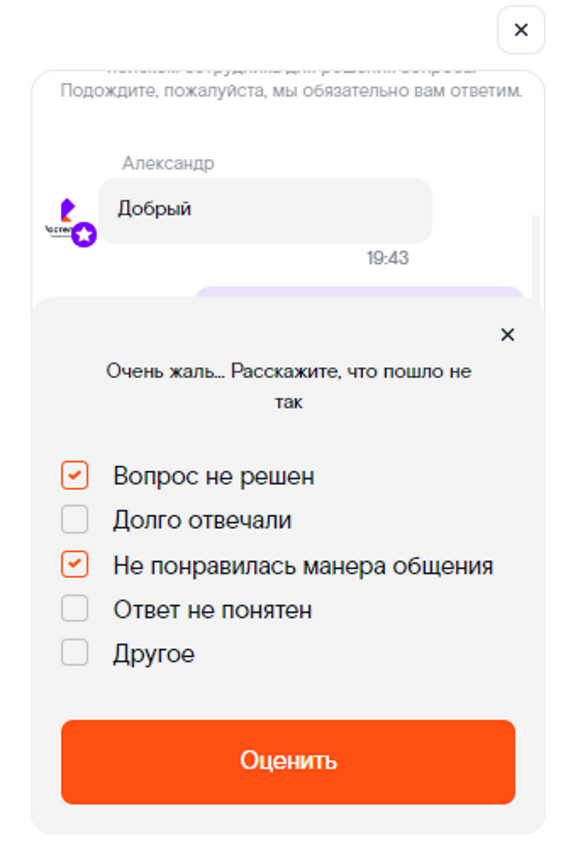 Подождите, пожалуйста, мы обязательно вам ответим.
Александр
Добрый
19:43
Очень жаль... Расскажите, что пошло не
так
Вопрос не решен
Долго отвечали
Не понравилась манера общения
Ответ не понятен
Другое
Оценить